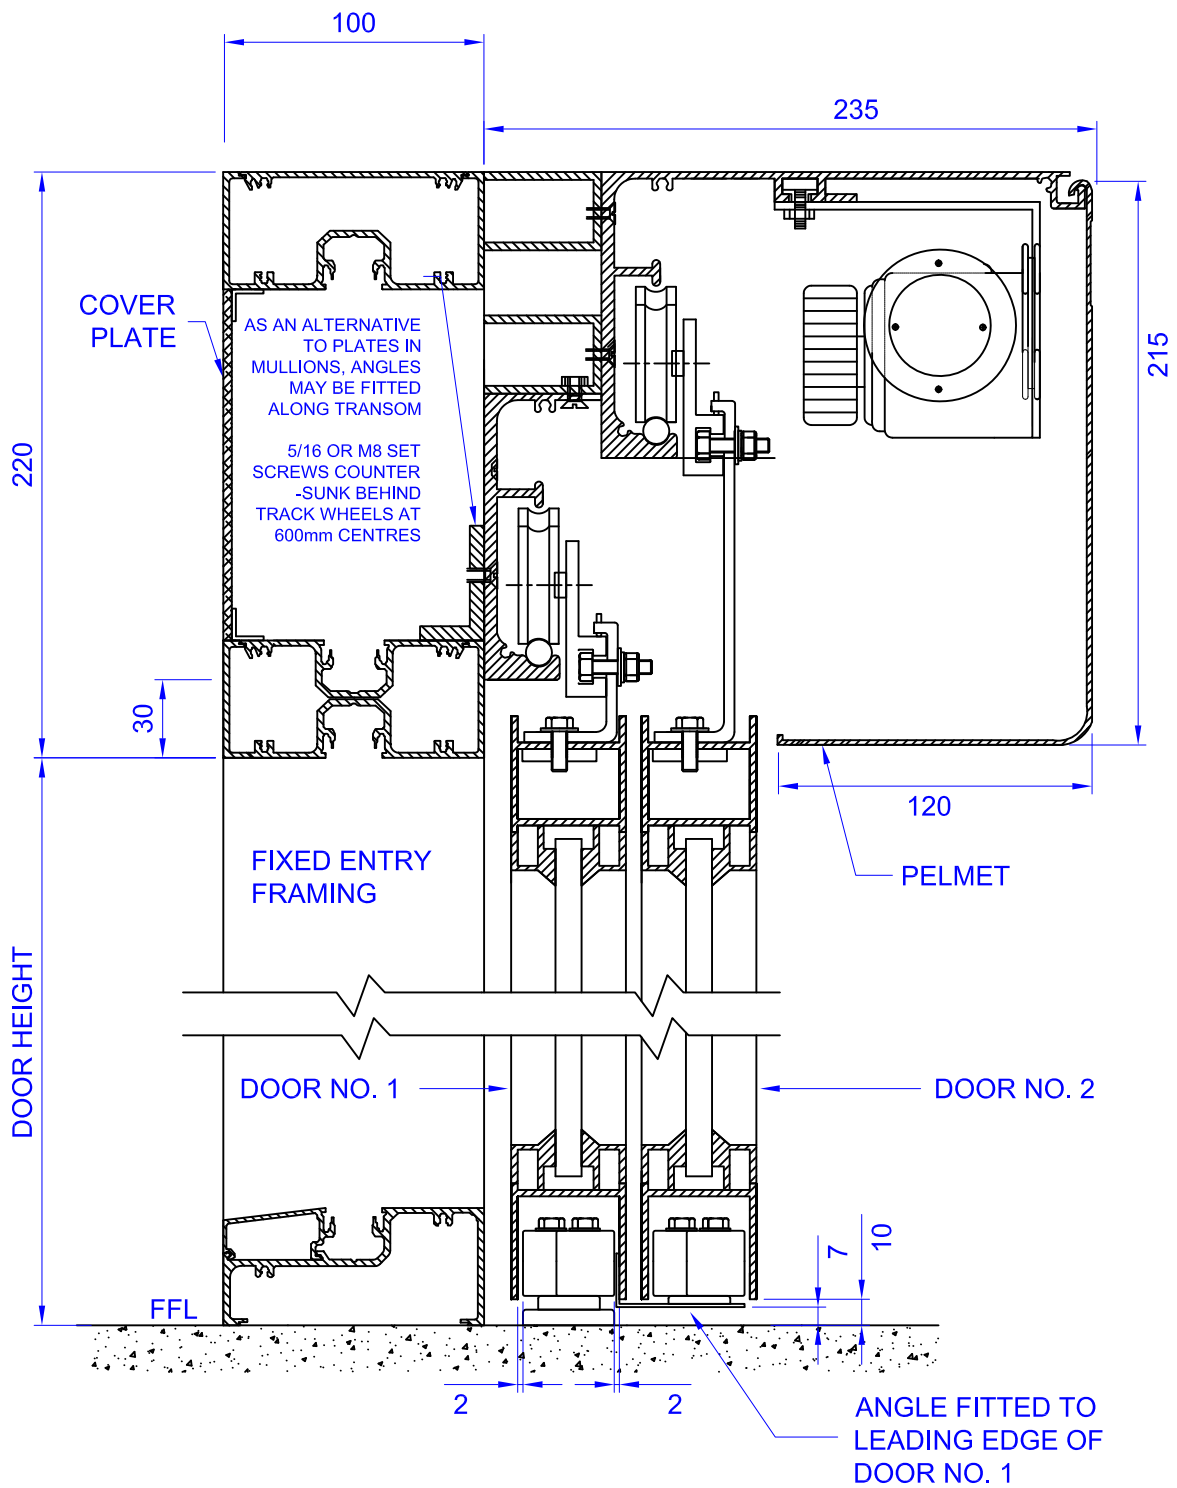 100
235
COVER
PLATE
AS AN ALTERNATIVE
TO PLATES IN
MULLIONS, ANGLES
MAY BE FITTED
ALONG TRANSOM
5/16 OR M8 SET
SCREWS COUNTER
-SUNK BEHIND
TRACK WHEELS AT
600mm CENTRES
215
220
30
120
PELMET
FIXED ENTRY
FRAMING
DOOR HEIGHT
DOOR NO. 1
DOOR NO. 2
7
10
FFL
2
2
ANGLE FITTED TO
LEADING EDGE OF
DOOR NO. 1